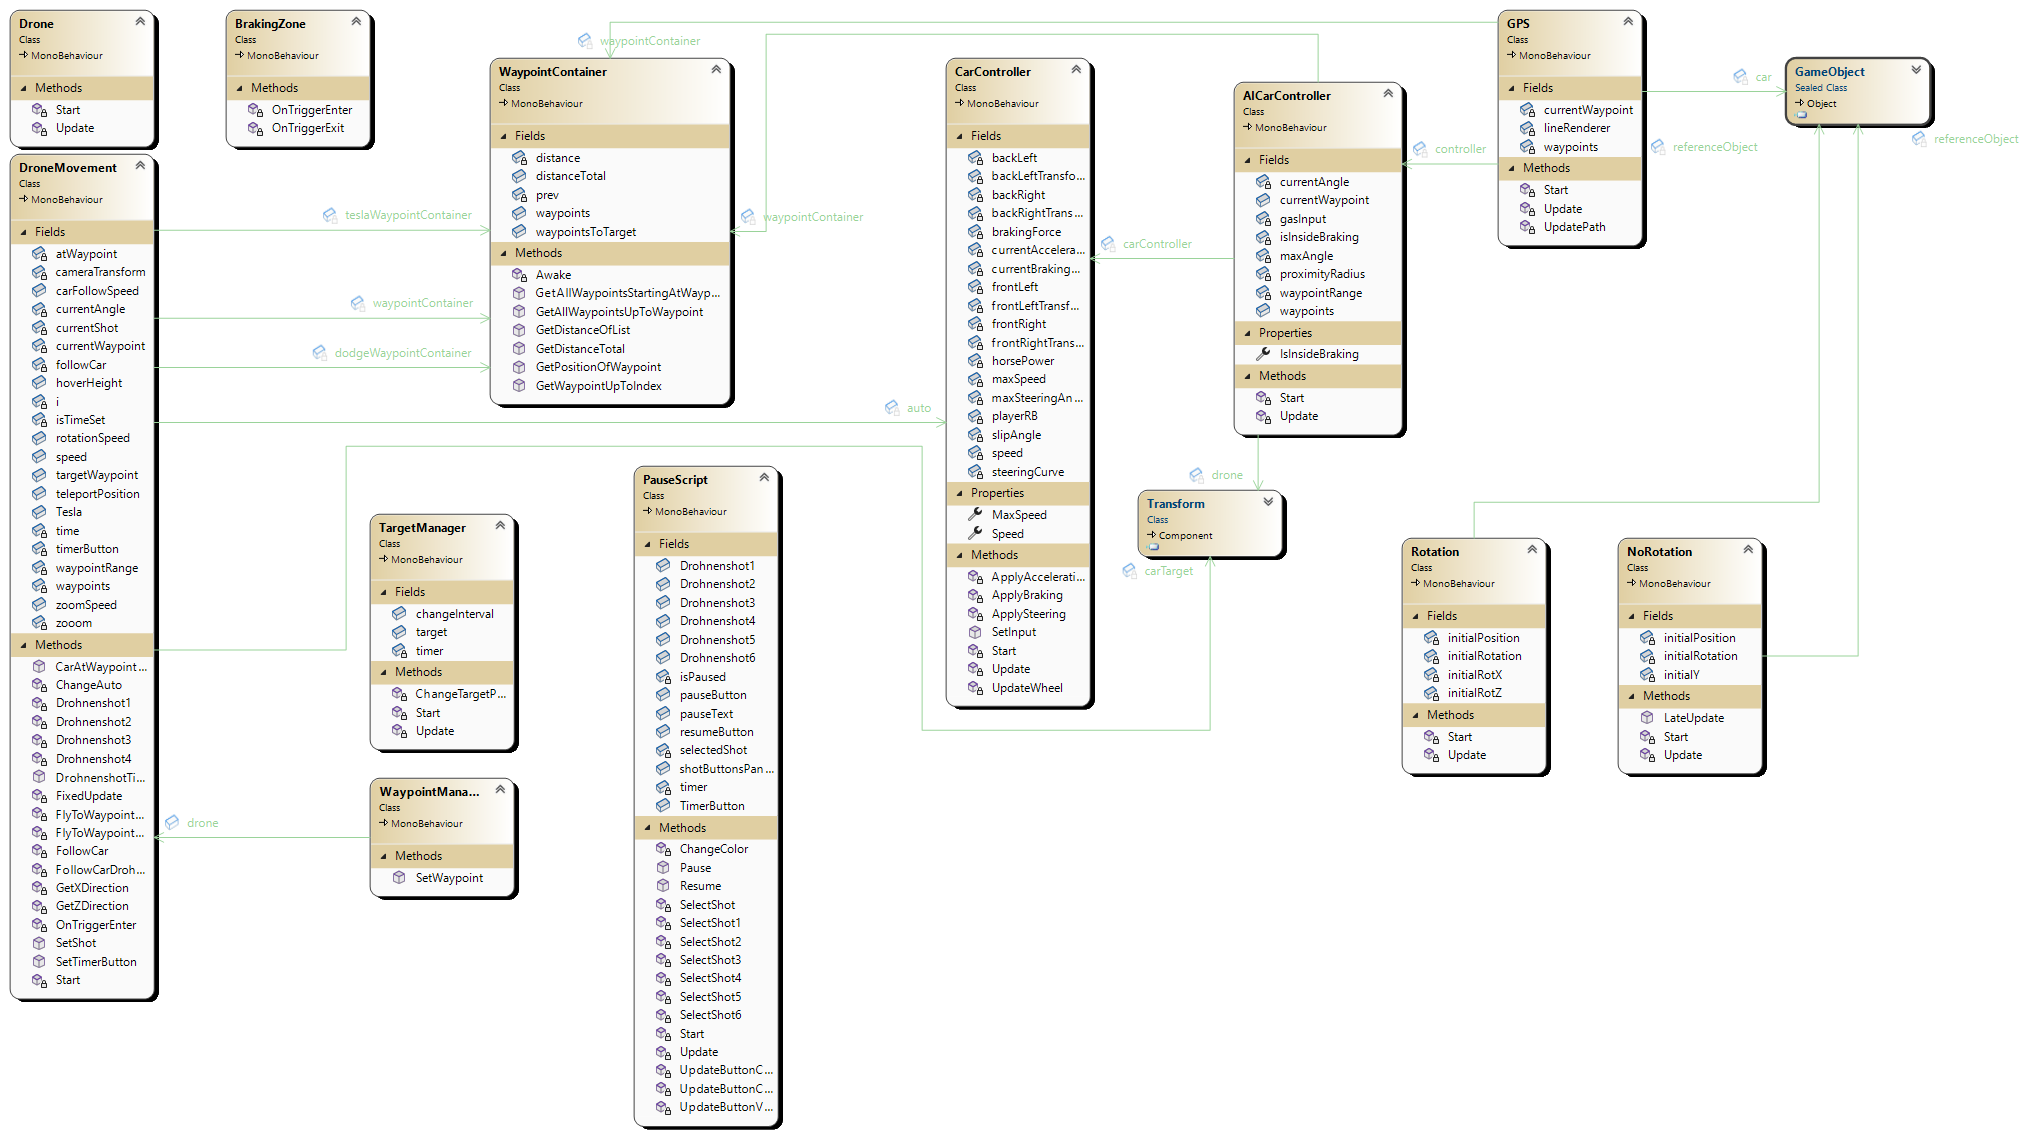 Drone
Class
MonoBehaviour
Methods
Start
Update
BrakingZone
Class
MonoBehaviour
Methods
OnTriggerEnter
OnTriggerExit
DroneMovement
Class
MonoBehaviour
Fields
atWaypoint
cameraTransform
carFollowSpeed
currentAngle
currentShot
currentWaypoint
followCar
hoverHeight
i
isTimeSet
rotationSpeed
speed
targetWaypoint
teleportPosition
Tesla
time
timerButton
waypointRange
waypoints
zoomSpeed
zooom
Methods
CarAtWaypoint...
ChangeAuto
Drohnenshot1
Drohnenshot2
Drohnenshot3
Drohnenshot4
DrohnenshotTi...
FixedUpdate
FlyToWaypoint...
FlyToWaypoint...
FollowCar
FollowCarDroh...
GetXDirection
GetZDirection
OnTriggerEnter
SetShot
SetTimerButton
Start
teslaWaypointContainer
waypointContainer
dodgeWaypointContainer
auto
drone
TargetManager
Class
MonoBehaviour
Fields
changeInterval
target
timer
Methods
ChangeTargetP...
Start
Update
WaypointMana...
Class
MonoBehaviour
Methods
SetWaypoint
waypointContainer
WaypointContainer
Class
MonoBehaviour
Fields
distance
distanceTotal
prev
waypoints
waypointsToTarget
Methods
Awake
GetAllWaypointsStartingAtWayp...
GetAllWaypointsUpToWaypoint
GetDistanceOfList
GetDistanceTotal
GetPositionOfWaypoint
GetWaypointUpToIndex
waypointContainer
PauseScript
Class
MonoBehaviour
Fields
Drohnenshot1
Drohnenshot2
Drohnenshot3
Drohnenshot4
Drohnenshot5
Drohnenshot6
isPaused
pauseButton
pauseText
resumeButton
selectedShot
shotButtonsPan...
timer
TimerButton
Methods
ChangeColor
Pause
Resume
SelectShot
SelectShot1
SelectShot2
SelectShot3
SelectShot4
SelectShot5
SelectShot6
Start
Update
UpdateButtonC...
UpdateButtonC...
UpdateButtonV...
CarController
Class
MonoBehaviour
Fields
backLeft
backLeftTransfo...
backRight
backRightTrans...
brakingForce
currentAccelera...
currentBraking...
frontLeft
frontLeftTransf...
frontRight
frontRightTrans...
horsePower
maxSpeed
maxSteeringAn...
playerRB
slipAngle
speed
steeringCurve
Properties
MaxSpeed
Speed
Methods
ApplyAccelerati...
ApplyBraking
ApplySteering
SetInput
Start
Update
UpdateWheel
carController
AICarController
Class
MonoBehaviour
Fields
currentAngle
currentWaypoint
gasInput
isInsideBraking
maxAngle
proximityRadius
waypointRange
waypoints
Properties
IsInsideBraking
Methods
Start
Update
drone
Transform
Class
Component
carTarget
controller
GPS
Class
MonoBehaviour
Fields
currentWaypoint
lineRenderer
waypoints
Methods
Start
Update
UpdatePath
car
GameObject
Sealed Class
Object
referenceObject
referenceObject
Rotation
Class
MonoBehaviour
Fields
initialPosition
initialRotation
initialRotX
initialRotZ
Methods
Start
Update
NoRotation
Class
MonoBehaviour
Fields
initialPosition
initialRotation
initialY
Methods
LateUpdate
Start
Update